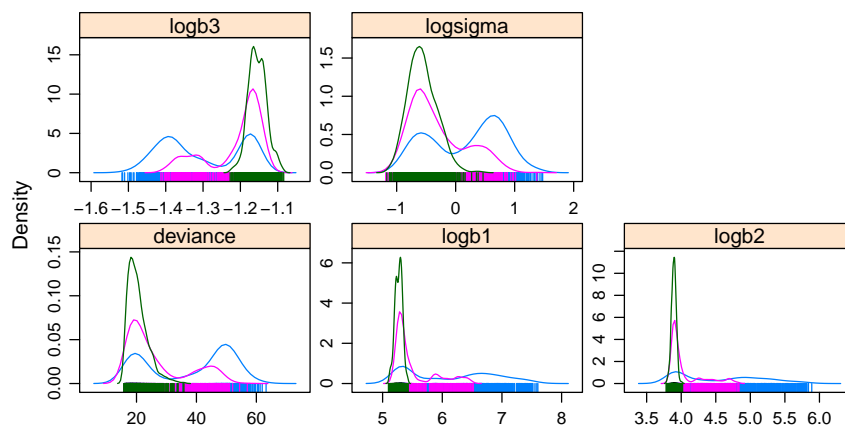 logb3 logsigma
0 5 10 15
0.0 0.5 1.0 1.5
−1.6 −1.5 −1.4 −1.3 −1.2 −1.1
−1 0 1 2
Density
deviance logb1 logb2
0.00 0.05 0.10 0.15
0 2 4 6
0 2 4 6 8 10
20 40 60
5 6 7 8
3.5 4.0 4.5 5.0 5.5 6.0